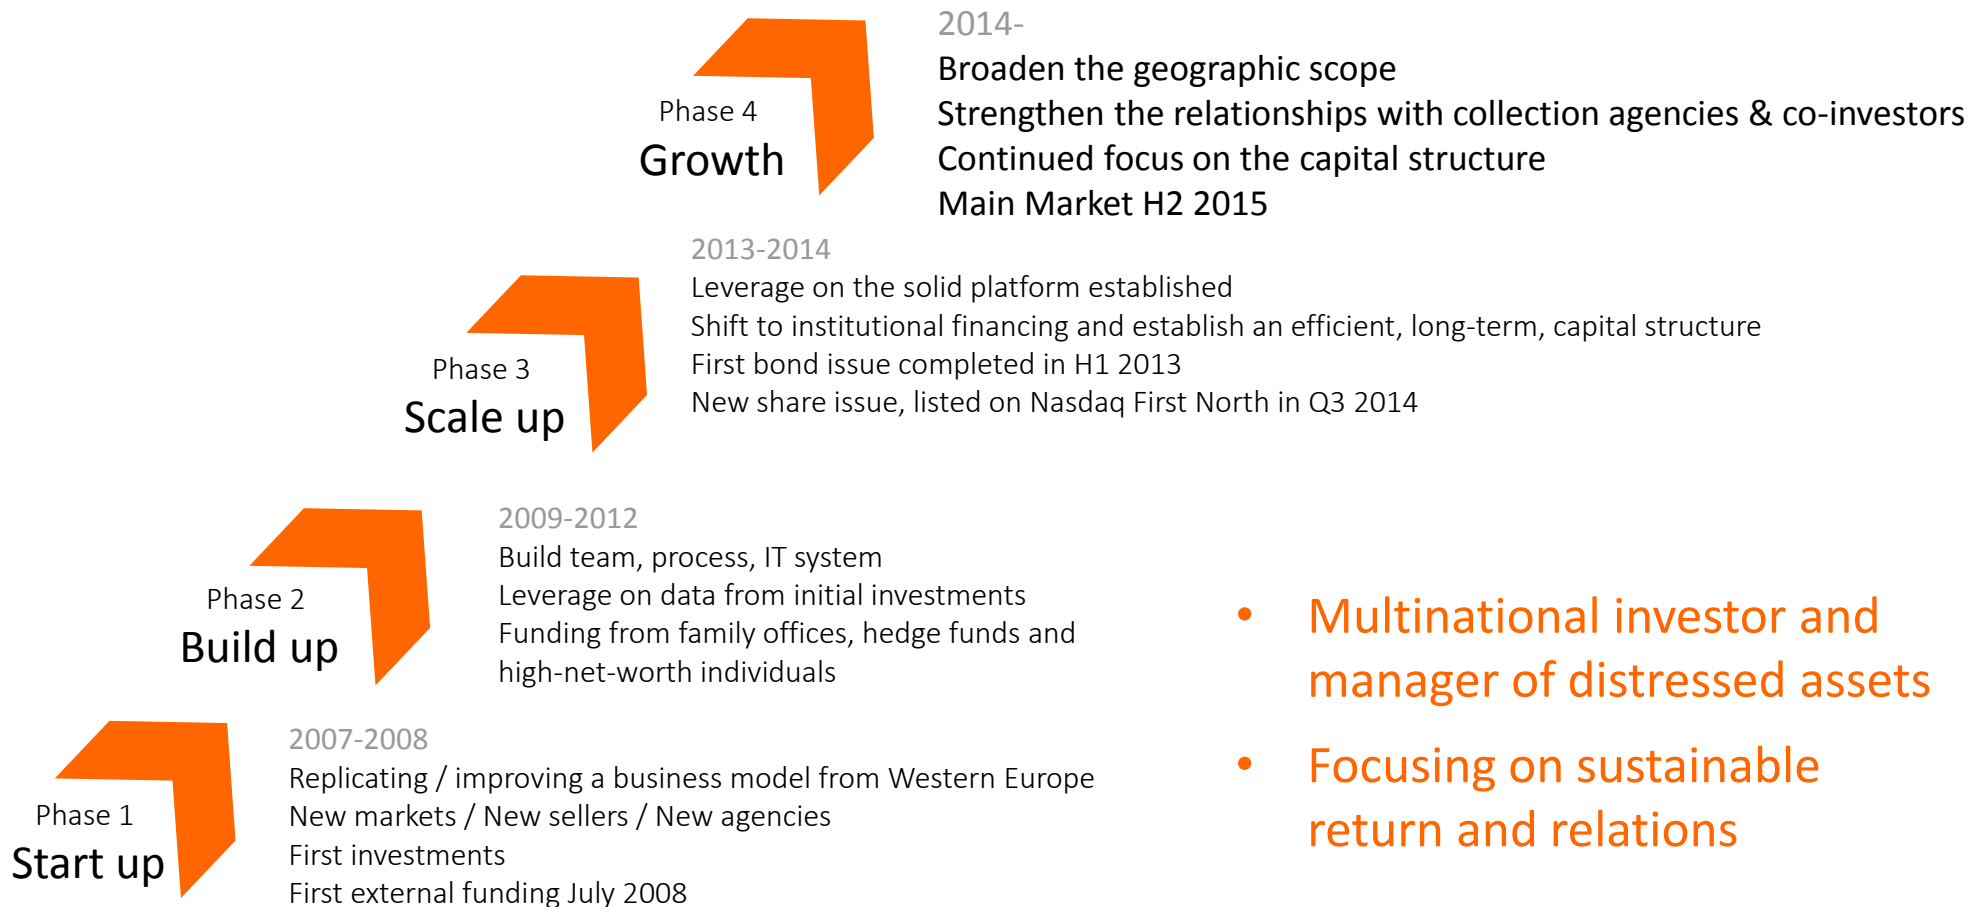 2014-
Broaden the geographic scope
Strengthen the relationships with collection agencies & co-investors
Continued focus on the capital structure
Main Market H2 2015
Phase 4
Growth
2013-2014
Leverage on the solid platform established
Shift to institutional financing and establish an efficient, long-term, capital structure
First bond issue completed in H1 2013
New share issue, listed on Nasdaq First North in Q3 2014
Phase 3
Scale up
2009-2012
Build team, process, IT system
Leverage on data from initial investments
Funding from family offices, hedge funds and
high-net-worth individuals
Phase 2
Build up
2007-2008
Replicating / improving a business model from Western Europe
New markets / New sellers / New agencies
First investments
First external funding July 2008
Phase 1
Start up
• Multinational investor and
manager of distressed assets
• Focusing on sustainable
return and relations